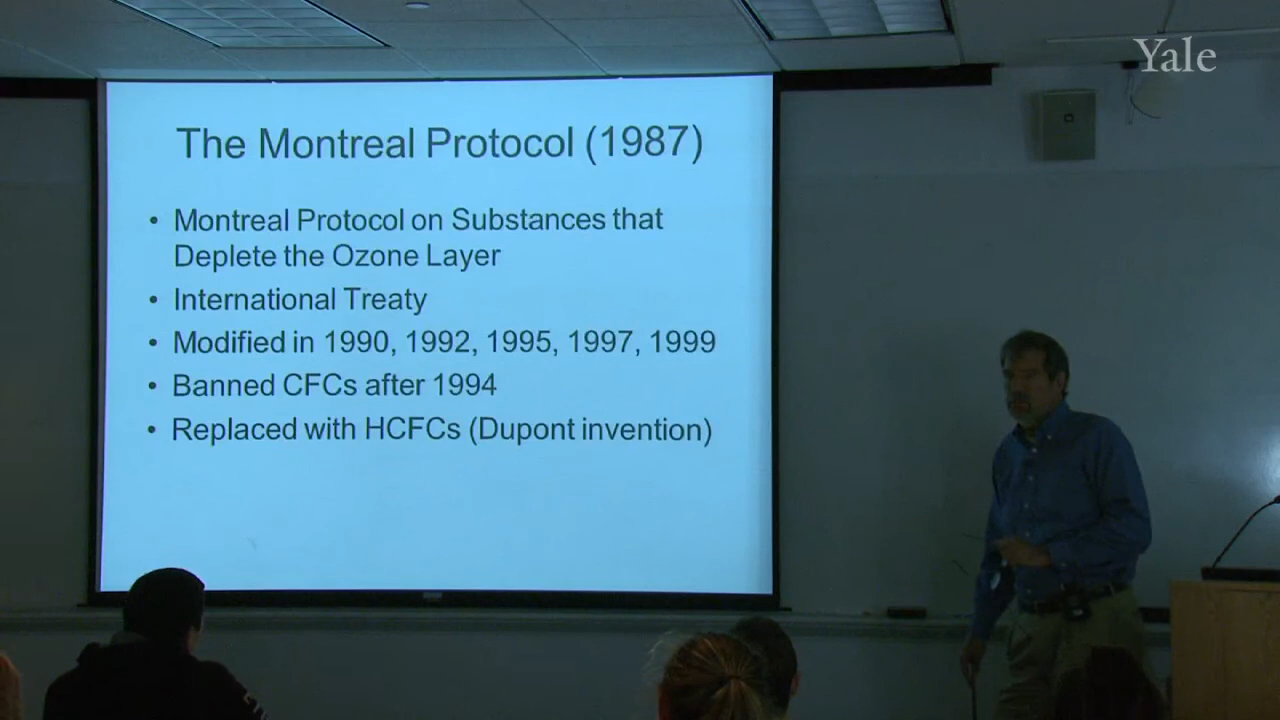 Yale
The Montreal Protocol (1987)
• Montreal Protocol on Substances that
Deplete the Ozone Layer
• International Treaty
• Modified in 1990, 1992, 1995, 1997, 1999
• Banned CFCs after 1994
• Replaced with HCFCs (Dupont invention)